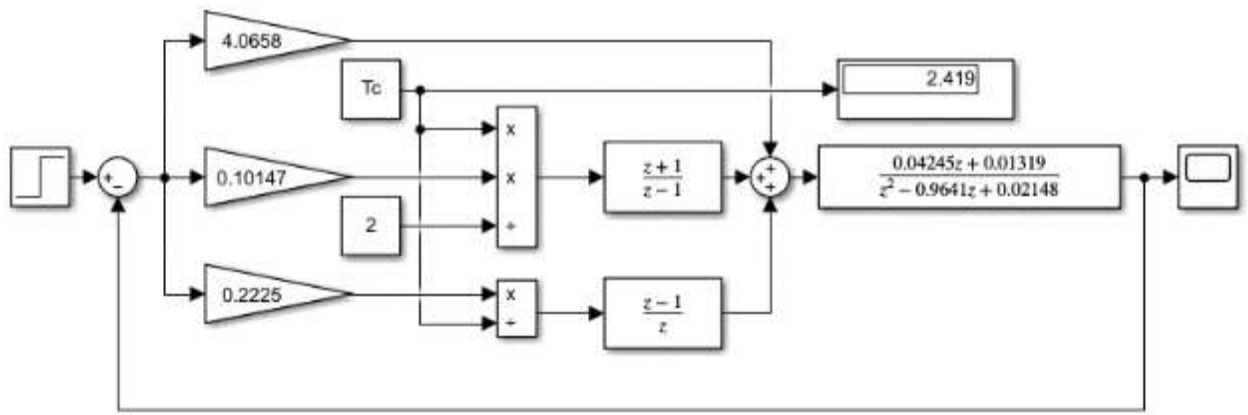 4.0658
Tc
2.419
x
+
−
0.10147
x
z + 1
z − 1
+
+
+
0.04245z + 0.01319
z² − 0.9641z + 0.02148
2
÷
0.2225
x
÷
z − 1
z